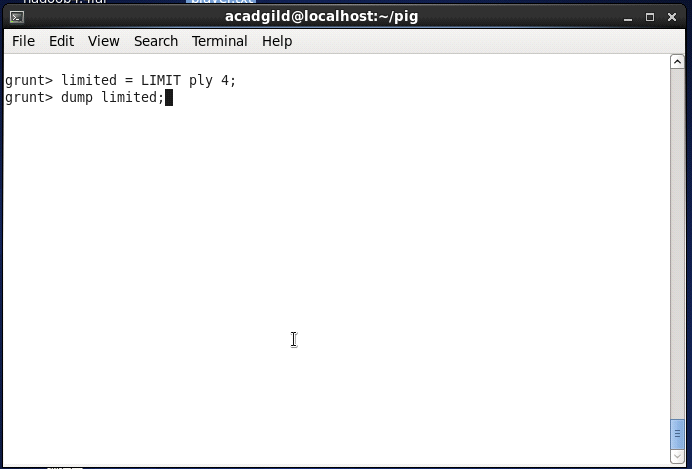 acadgild@localhost:~/pig
File Edit View Search Terminal Help
grunt> limited = LIMIT ply 4;
grunt> dump limited;